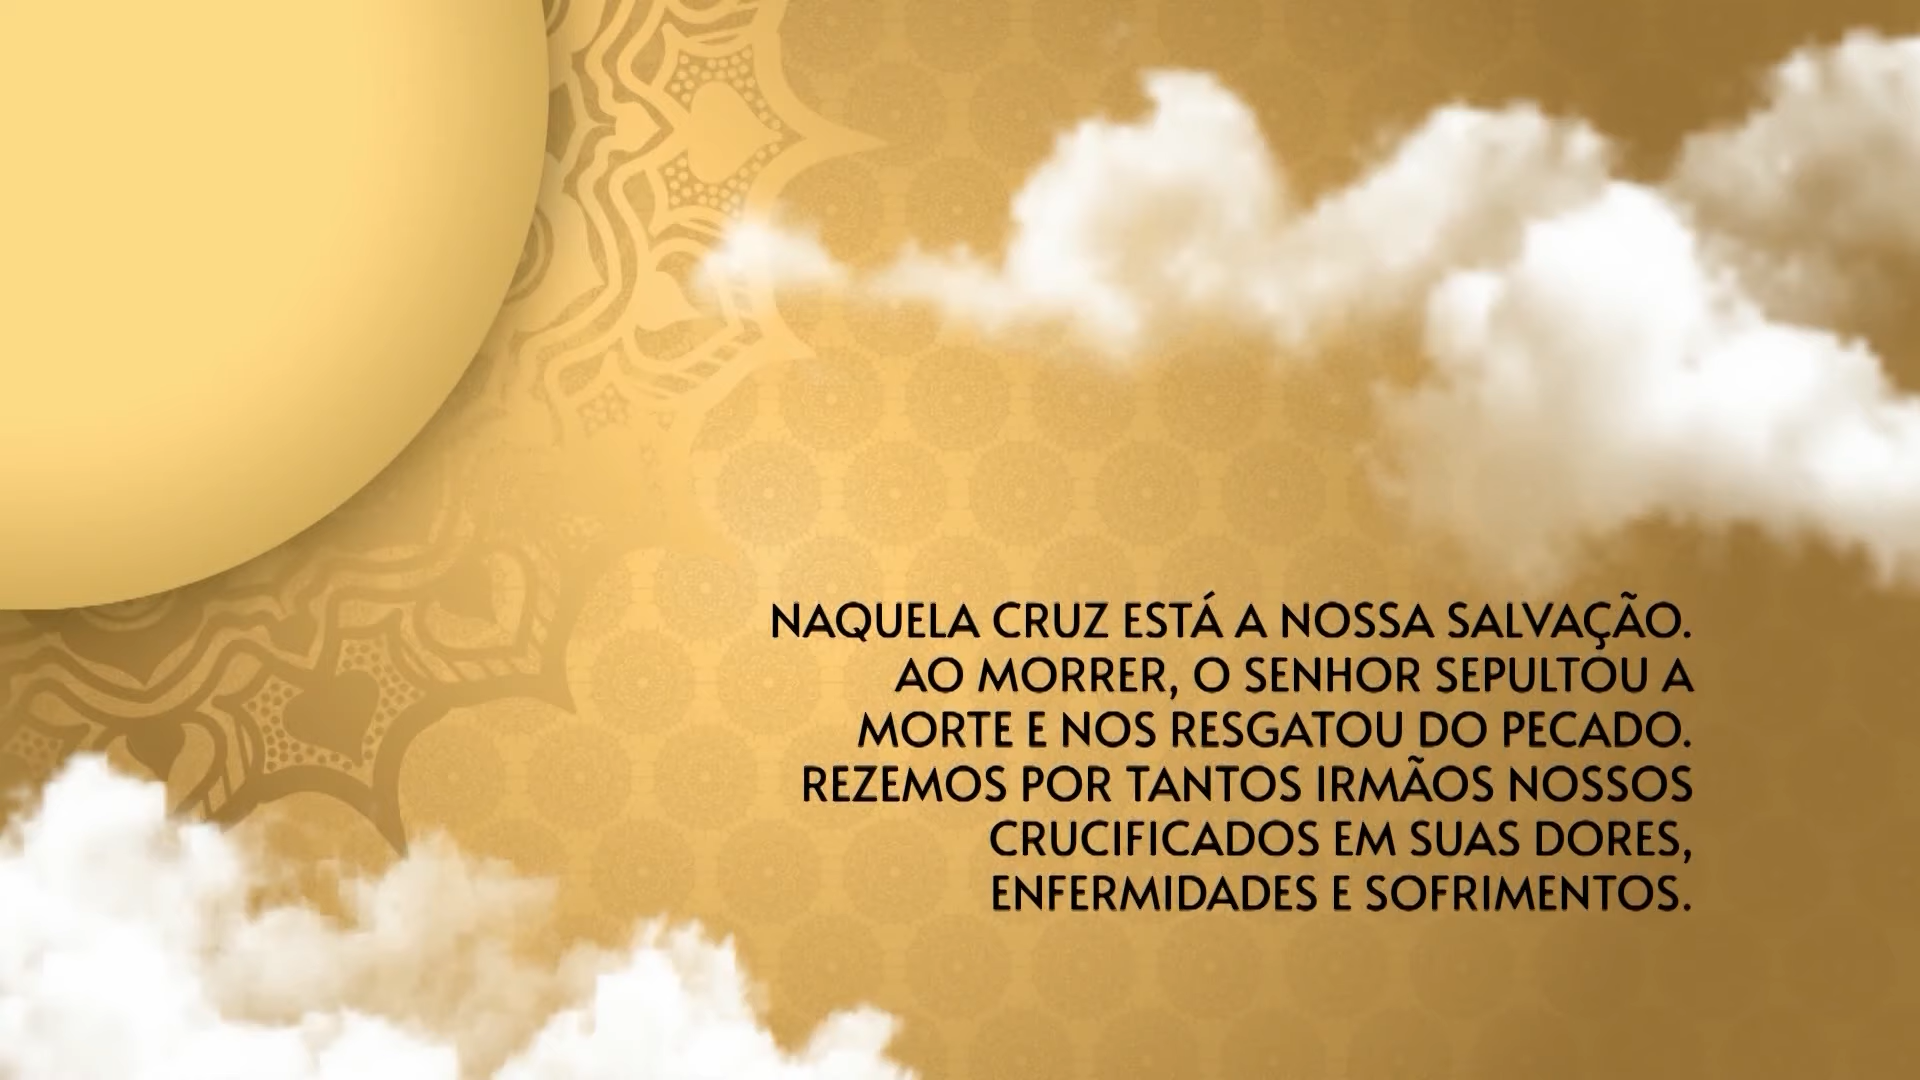 NAQUELA CRUZ ESTÁ A NOSSA SALVAÇÃO.
AO MORRER, O SENHOR SEPULTOU A
MORTE E NOS RESGATOU DO PECADO.
REZEMOS POR TANTOS IRMÃOS NOSSOS
CRUCIFICADOS EM SUAS DORES,
ENFERMIDADES E SOFRIMENTOS.